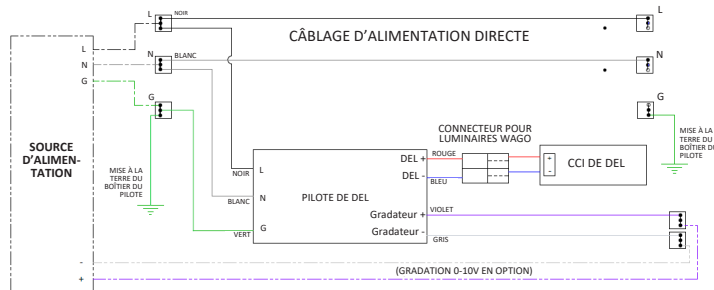 L
NOIR
L
CÂBLAGE D'ALIMENTATION DIRECTE
L
N
BLANC
N
N
G
G
G
SOURCE
D'ALIMEN-
TATION
MISE À LA
TERRE DU
BOÎTIER DU
PILOTE
CONNECTEUR POUR
LUMINAIRES WAGO
MISE À LA
TERRE DU
BOÎTIER DU
PILOTE
NOIR
L
BLANC
N
VERT
G
PILOTE DE DEL
DEL +
ROUGE
DEL -
BLEU
+
-
CCI DE DEL
Gradateur +
VIOLET
Gradateur -
GRIS
-
(GRADATION 0-10V EN OPTION)
+